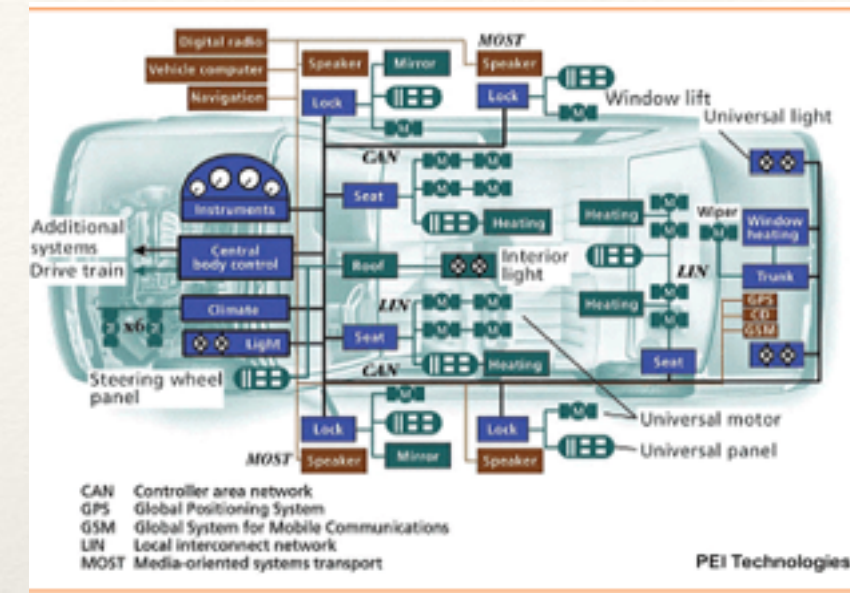 Digital radio
Vehicle computer
Navigation
Speaker
Mirror
MOST
Speaker
Lock
M
Lock
M
Window lift
Universal light
CAN
Seat
M M
M M
Heating
Instruments
Additional
systems
Drive train
Central
body control
Roof
Interior
light
Heating
M
M
Wiper
M
Window
heating
LIN
Trunk
Climate
x6
Light
LIN
Seat
M M
M M
Heating
CAN
Heating
M
M
Seat
GPS
CD
GSM
Steering wheel
panel
Lock
M
Mirror
MOST
Speaker
Lock
Speaker
M
Universal motor
Universal panel
CAN Controller area network
GPS Global Positioning System
GSM Global System for Mobile Communications
LIN Local interconnect network
MOST Media-oriented systems transport
PEI Technologies